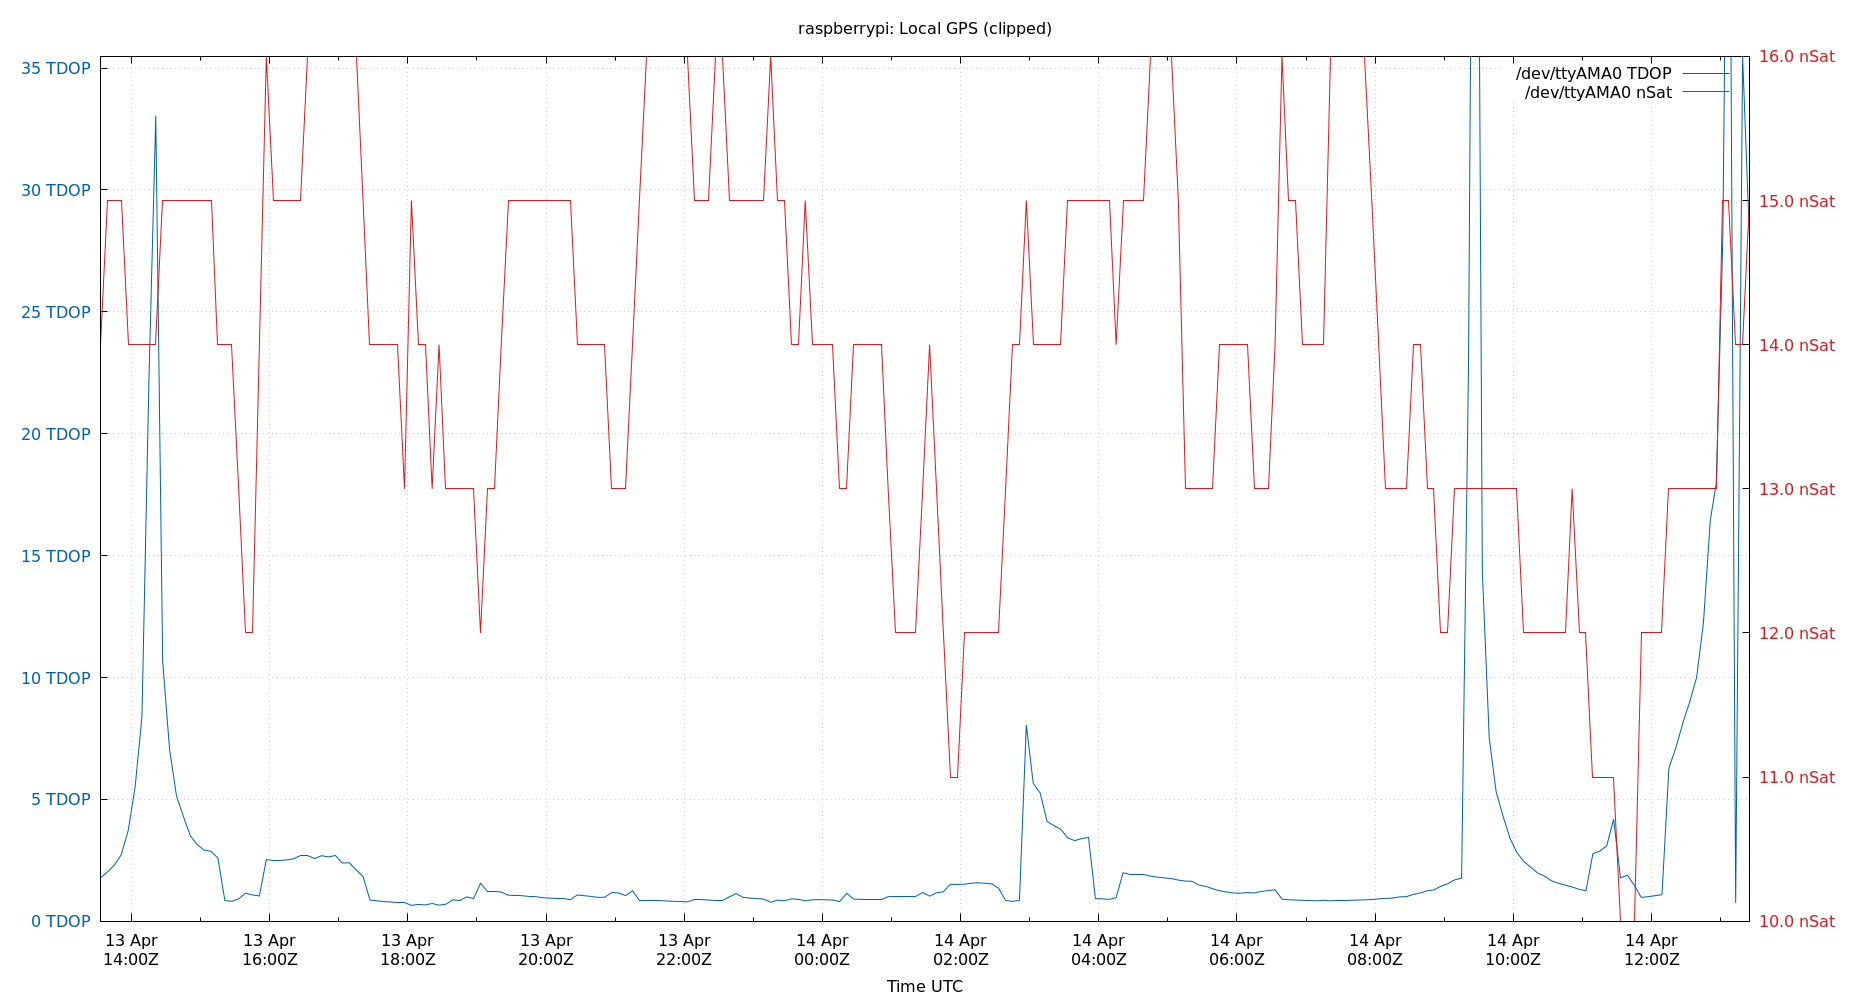 raspberrypi: Local GPS (clipped)
35 TDOP
30 TDOP
25 TDOP
20 TDOP
15 TDOP
10 TDOP
5 TDOP
0 TDOP
/dev/ttyAMA0 TDOP
/dev/ttyAMA0 nSat
16.0 nSat
15.0 nSat
14.0 nSat
13.0 nSat
12.0 nSat
11.0 nSat
10.0 nSat
13 Apr 13 Apr 13 Apr 13 Apr 13 Apr 14 Apr 14 Apr 14 Apr 14 Apr 14 Apr 14 Apr 14 Apr
14:00Z 16:00Z 18:00Z 20:00Z 22:00Z 00:00Z 02:00Z 04:00Z 06:00Z 08:00Z 10:00Z 12:00Z
Time UTC